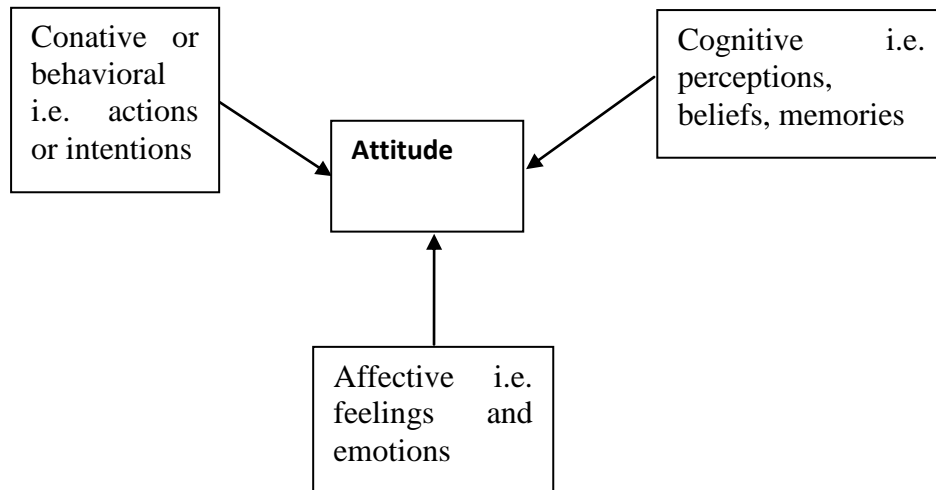 Conative or
behavioral
i.e. actions
or intentions
Cognitive i.e.
perceptions,
beliefs, memories
Attitude
Affective i.e.
feelings and
emotions